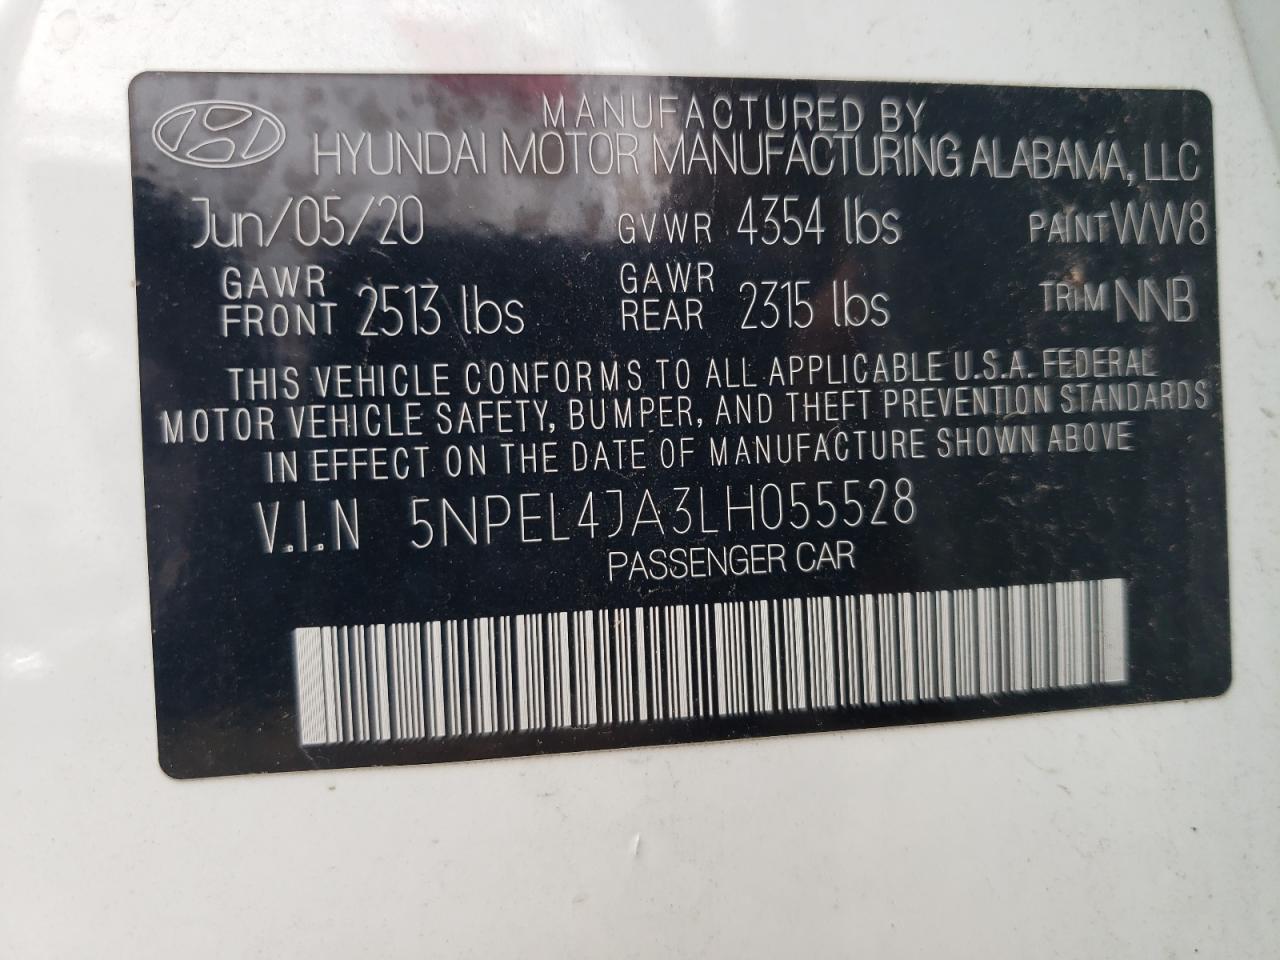 MANUFACTURED BY
HYUNDAI MOTOR MANUFACTURING ALABAMA, LLC
Jun/05/20 GVWR 4354 lbs PAINT WW8
GAWR FRONT 2513 lbs GAWR REAR 2315 lbs TRIM NNB
THIS VEHICLE CONFORMS TO ALL APPLICABLE U.S.A. FEDERAL
MOTOR VEHICLE SAFETY, BUMPER, AND THEFT PREVENTION STANDARDS
IN EFFECT ON THE DATE OF MANUFACTURE SHOWN ABOVE
V.I.N 5NPEL4JA3LH055528
PASSENGER CAR